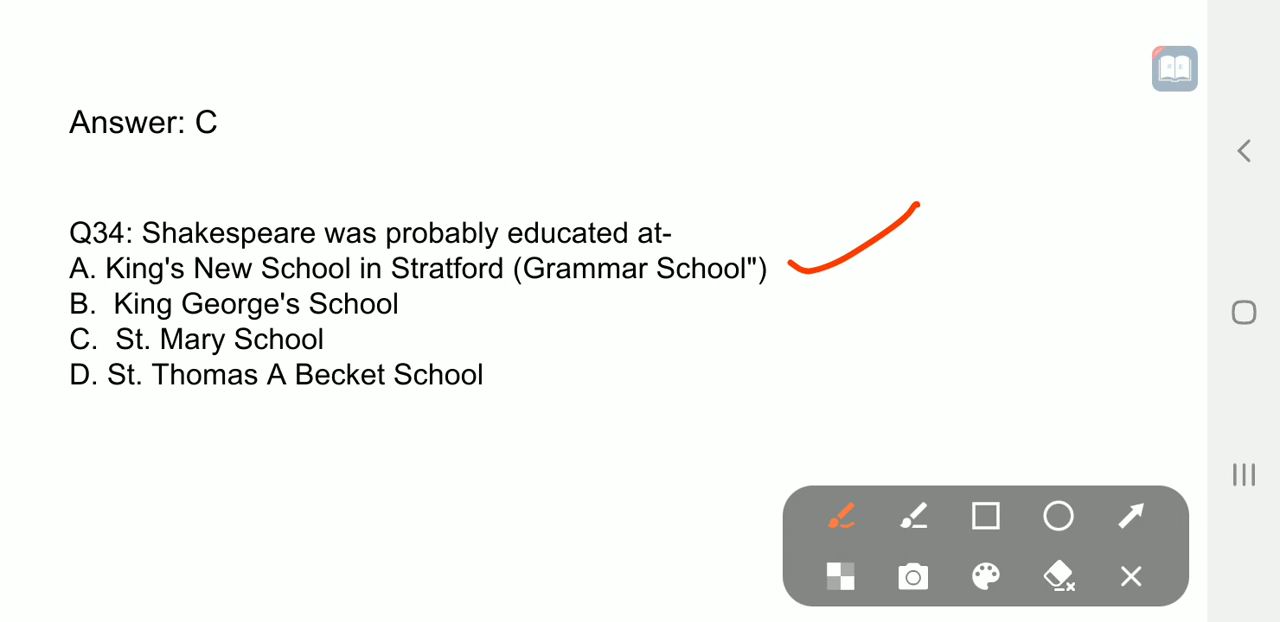 Answer: C
Q34: Shakespeare was probably educated at-
A. King's New School in Stratford (Grammar School")
B. King George's School
C. St. Mary School
D. St. Thomas A Becket School